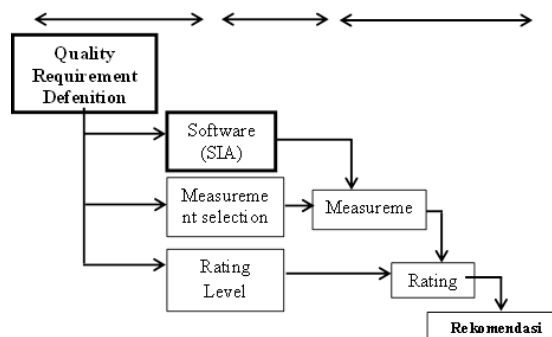 Quality
Requirement
Defenition
Software
(SIA)
Measureme
nt selection
Measureme
Rating
Level
Rating
Rekomendasi